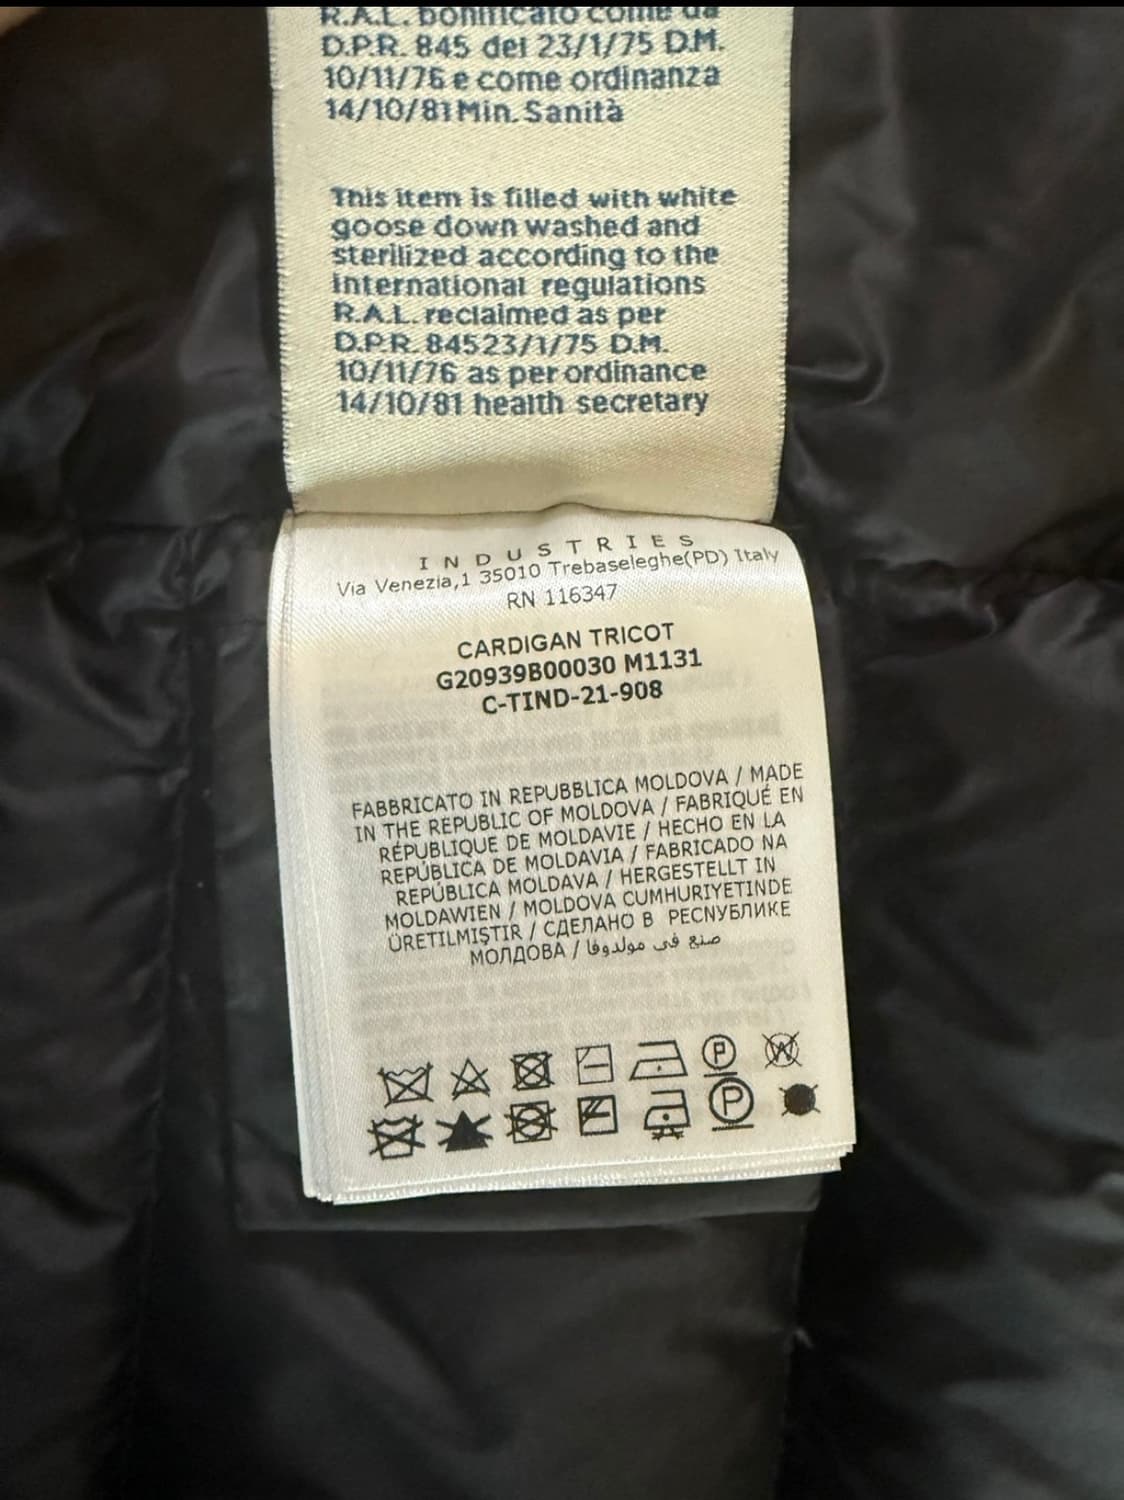 R.A.L. bonificato come da
D.P.R. 845 del 23/1/75 D.M.
10/11/76 e come ordinanza
14/10/81 Min. Sanità
This item is filled with white
goose down washed and
sterilized according to the
international regulations
R.A.L. reclaimed as per
D.P.R. 84523/1/75 D.M.
10/11/76 as per ordinance
14/10/81 health secretary
INDUSTRIES
Via Venezia,1 35010 Trebaseleghe(PD) Italy
RN 116347
CARDIGAN TRICOT
G20939B00030 M1131
C-TIND-21-908
FABBRICATO IN REPUBBLICA MOLDOVA / MADE
IN THE REPUBLIC OF MOLDOVA / FABRIQUÉ EN
RÉPUBLIQUE DE MOLDAVIE / HECHO EN LA
REPÚBLICA DE MOLDAVIA / FABRICADO NA
REPÚBLICA MOLDAVA / HERGESTELLT IN
MOLDAWIEN / MOLDOVA CUMHURIYETINDE
ÜRETILMIŞTIR / СДЕЛАНО В РЕСПУБЛИКЕ
МОЛДОВА / صنع في مولدوفا
P W
P